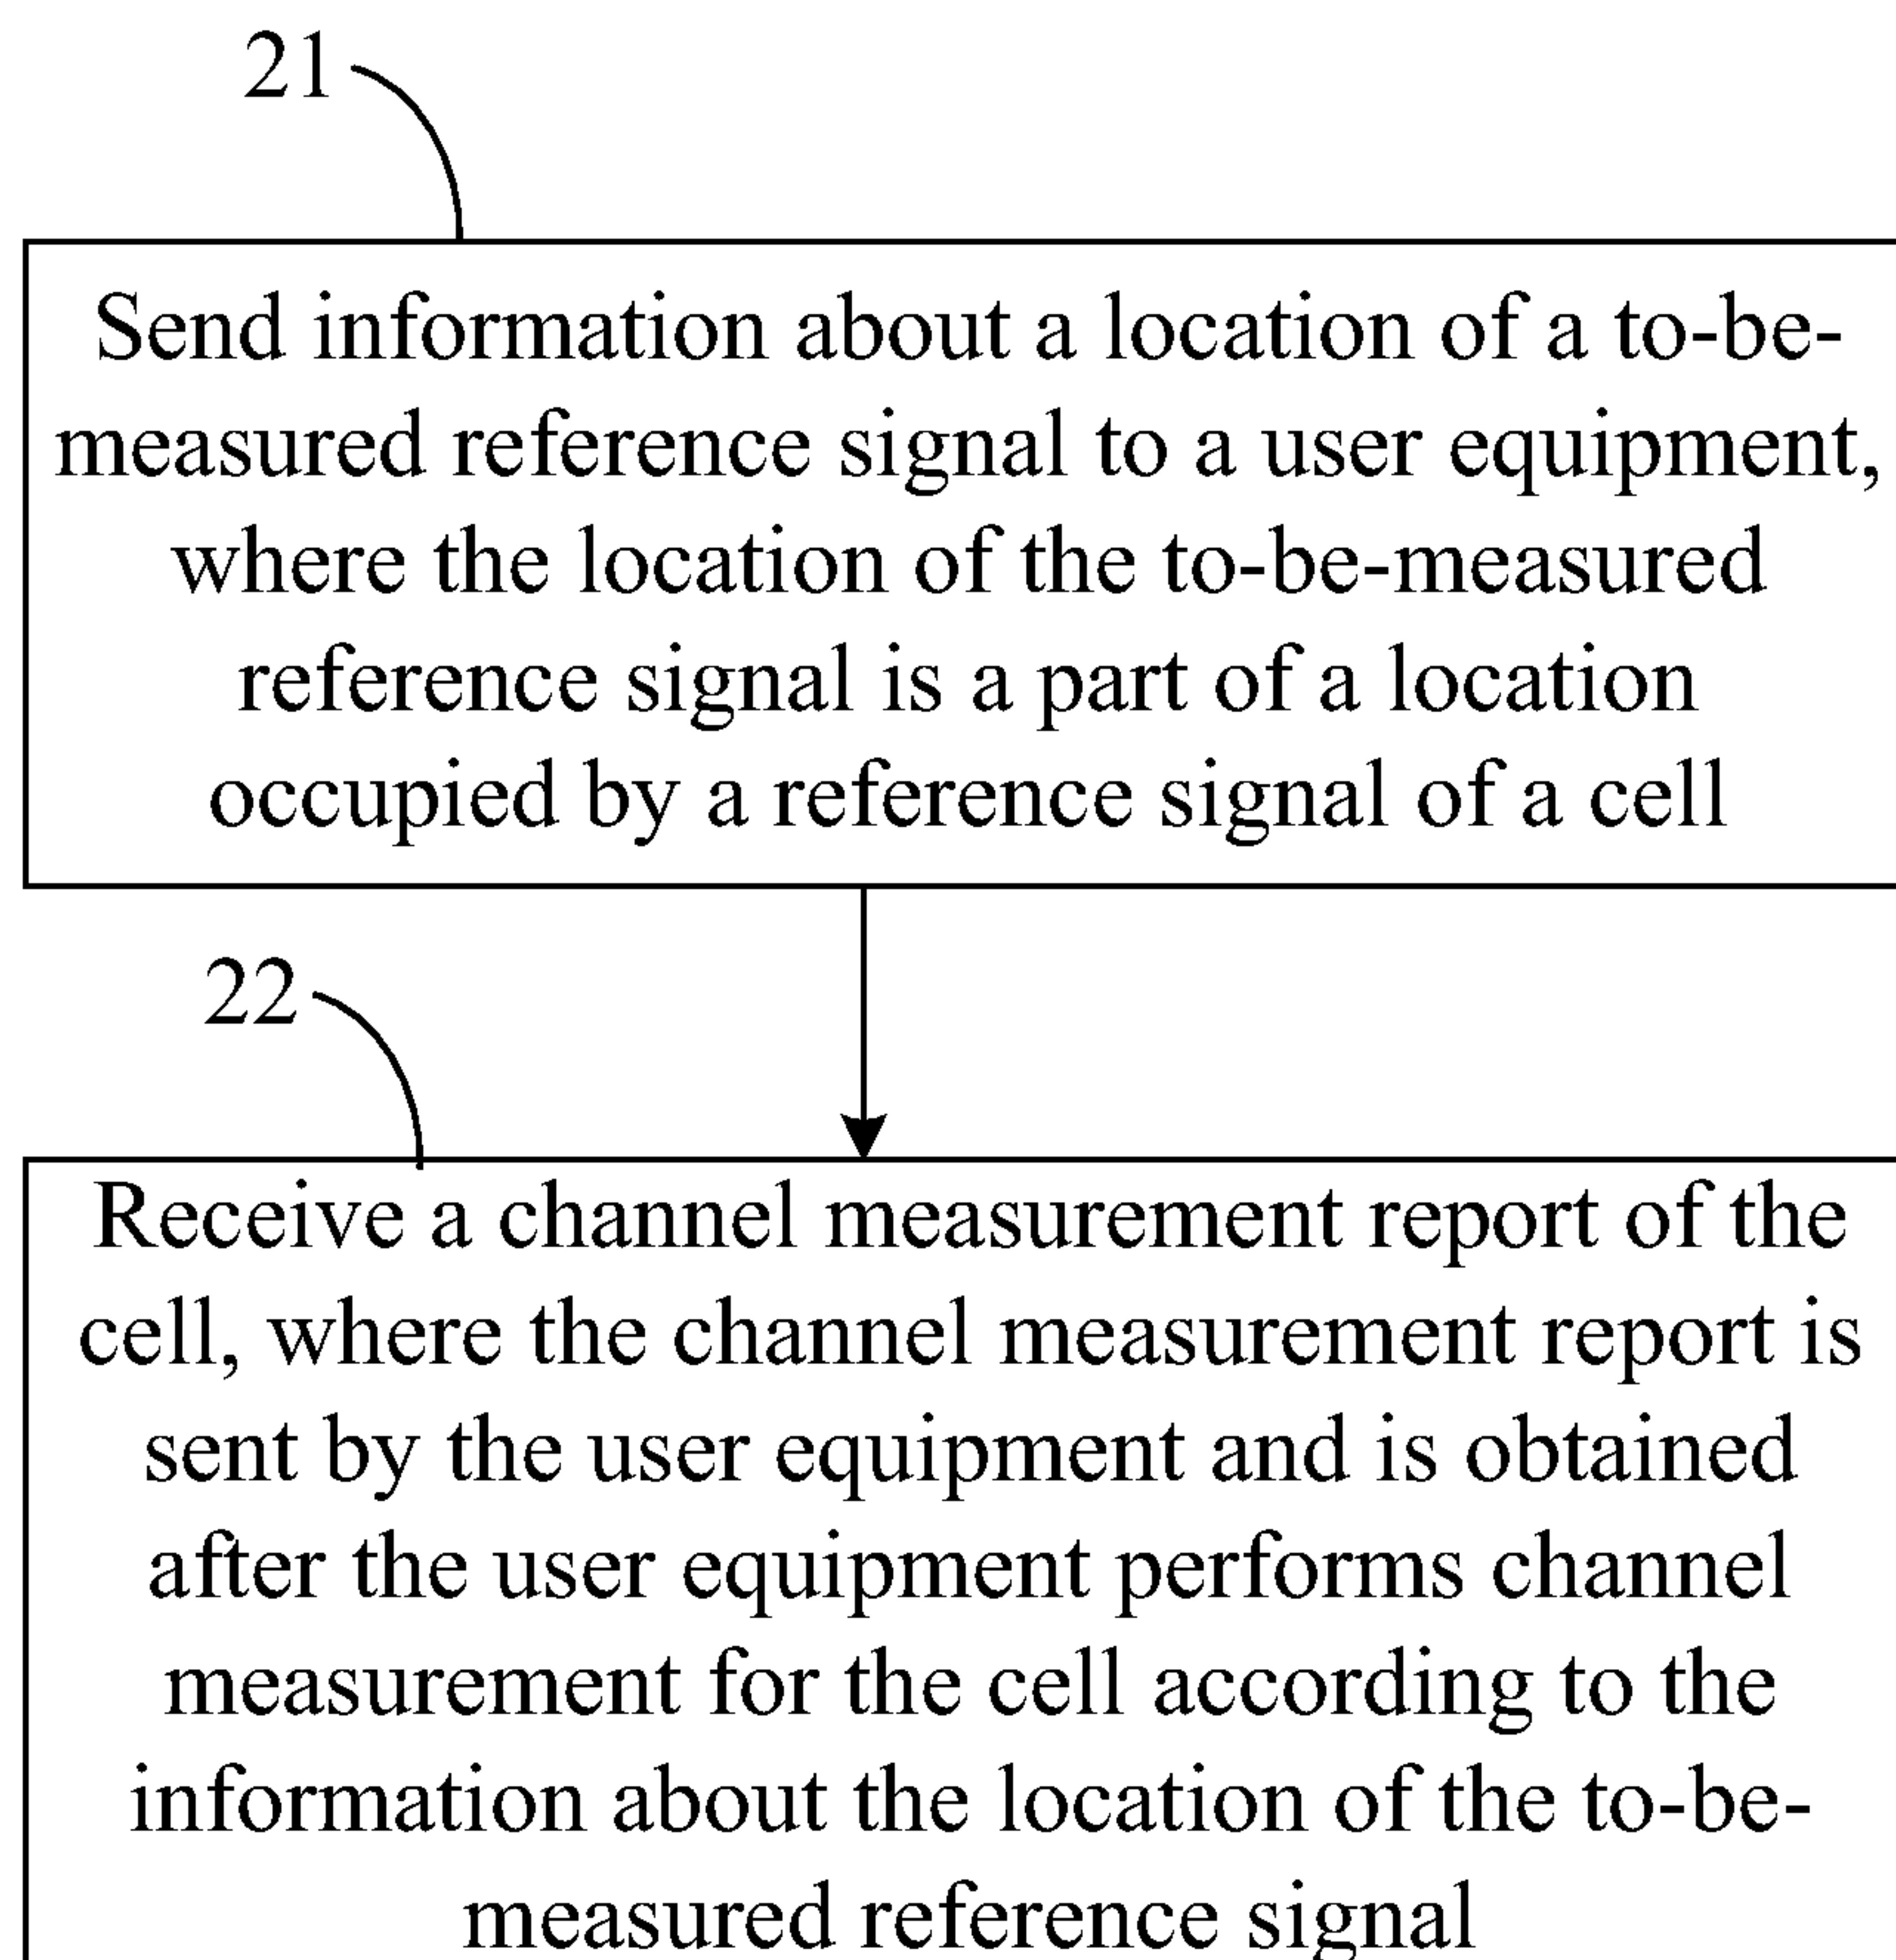 21
Send information about a location of a to-be-
measured reference signal to a user equipment,
where the location of the to-be-measured
reference signal is a part of a location
occupied by a reference signal of a cell
22
Receive a channel measurement report of the
cell, where the channel measurement report is
sent by the user equipment and is obtained
after the user equipment performs channel
measurement for the cell according to the
information about the location of the to-be-
measured reference signal